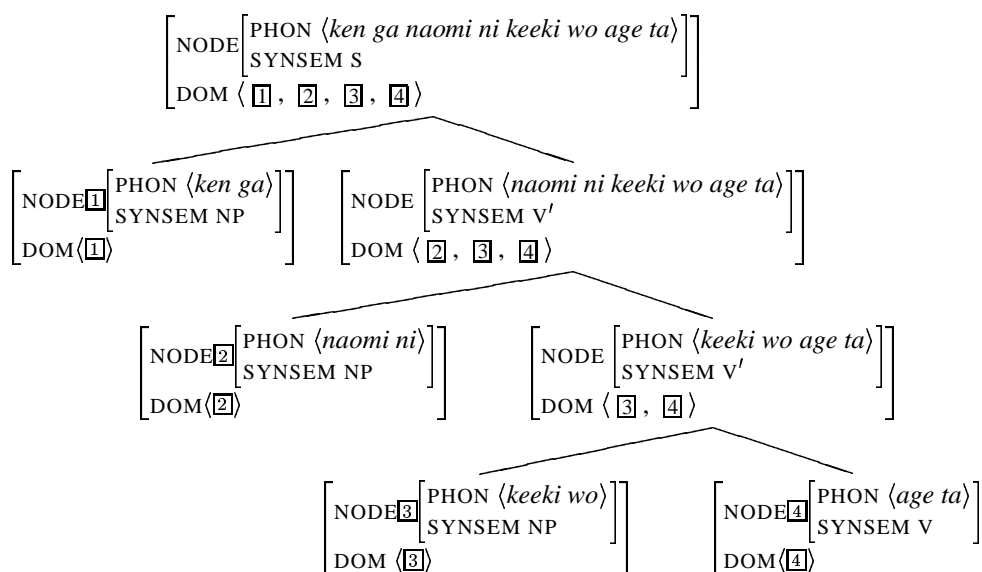 NODE [PHON ⟨ken ga naomi ni keeki wo age ta⟩
SYNSEM S]
DOM ⟨ 1 , 2 , 3 , 4 ⟩
NODE 1 [PHON ⟨ken ga⟩
SYNSEM NP]
DOM⟨1⟩
NODE [PHON ⟨naomi ni keeki wo age ta⟩
SYNSEM V′]
DOM ⟨ 2 , 3 , 4 ⟩
NODE 2 [PHON ⟨naomi ni⟩
SYNSEM NP]
DOM⟨2⟩
NODE [PHON ⟨keeki wo age ta⟩
SYNSEM V′]
DOM ⟨ 3 , 4 ⟩
NODE 3 [PHON ⟨keeki wo⟩
SYNSEM NP]
DOM ⟨3⟩
NODE 4 [PHON ⟨age ta⟩
SYNSEM V]
DOM⟨4⟩